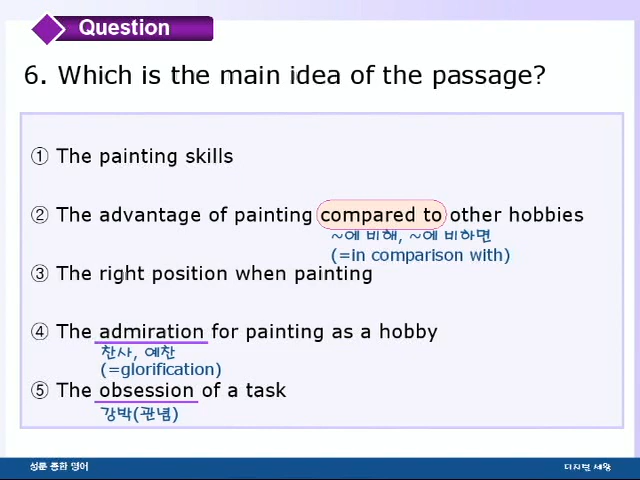 Question
6. Which is the main idea of the passage?
① The painting skills
② The advantage of painting compared to other hobbies
~에 비해, ~에 비하면
(=in comparison with)
③ The right position when painting
④ The admiration for painting as a hobby
찬사, 예찬
(=glorification)
⑤ The obsession of a task
강박(관념)
성문 종합 영어
디지털 세왕